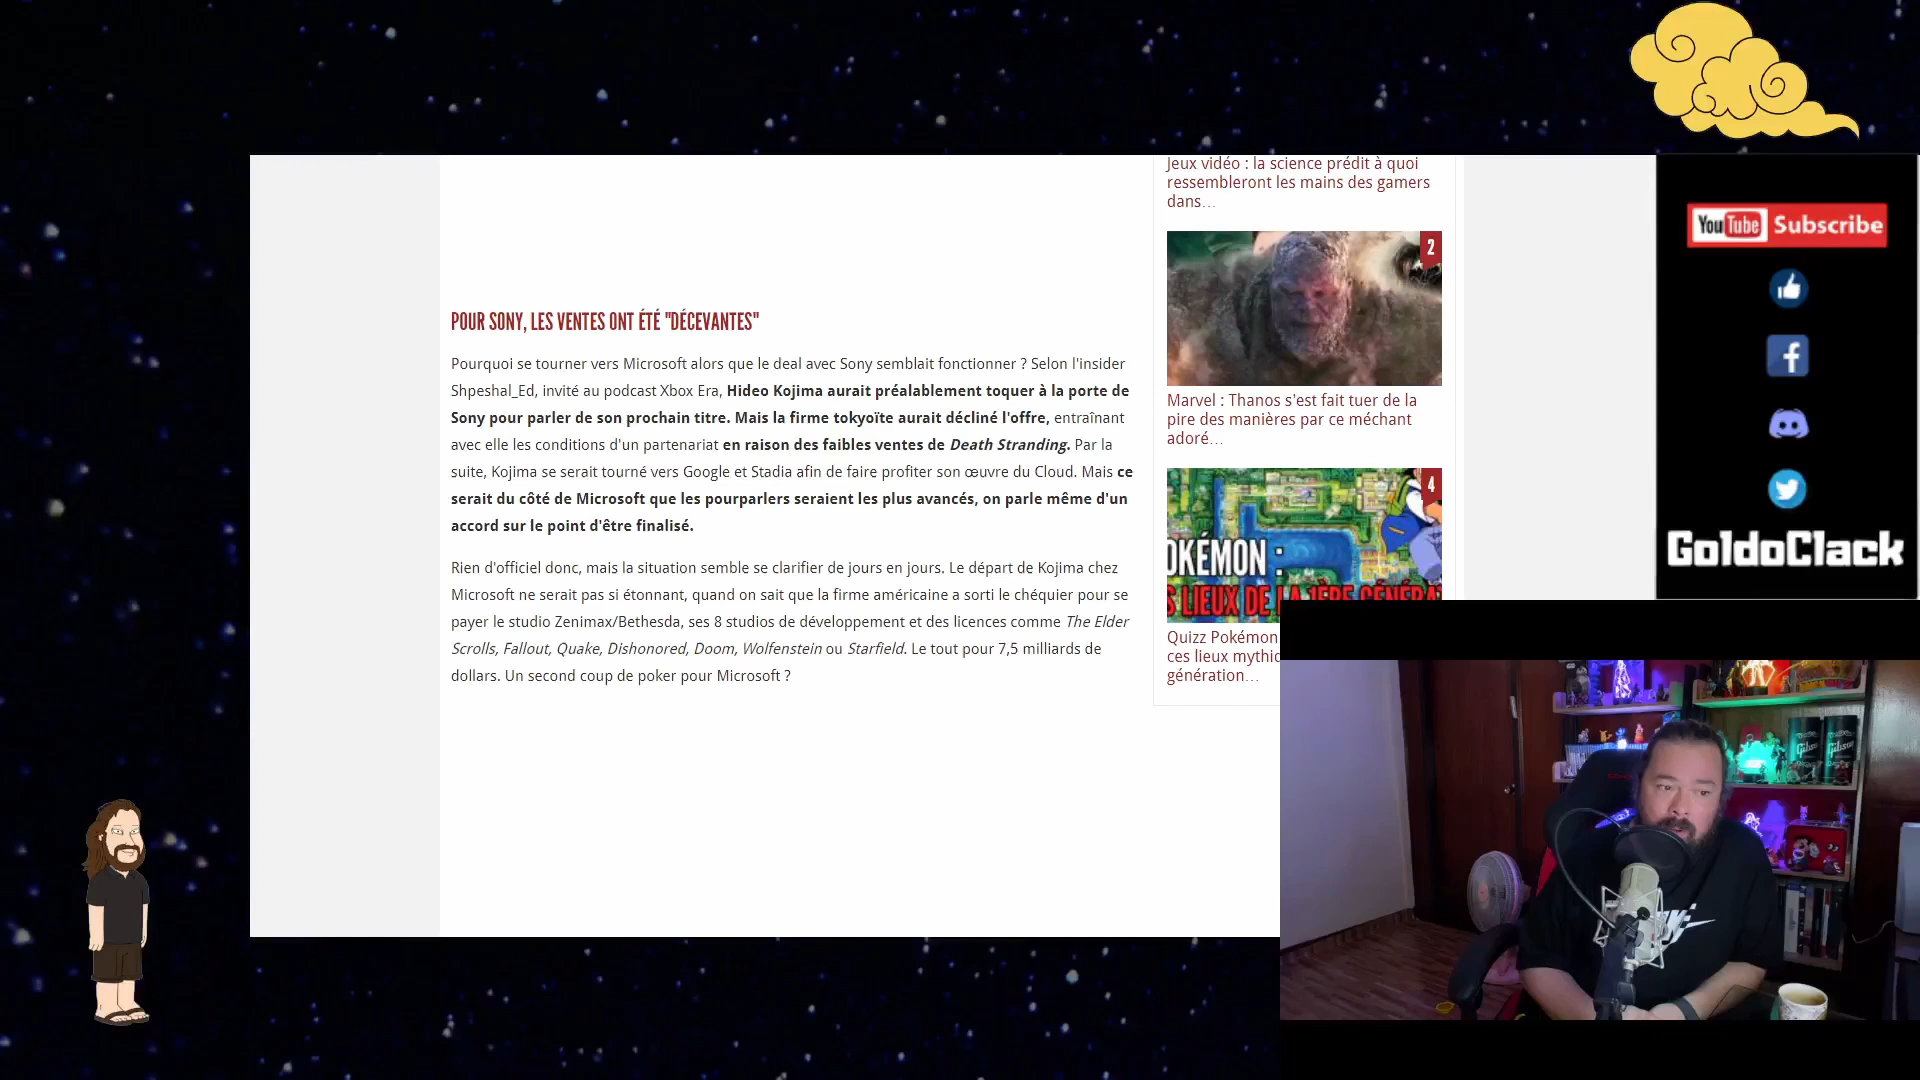 Jeux vidéo : la science prédit à quoi
ressembleront les mains des gamers
dans…
2
Marvel : Thanos s'est fait tuer de la
pire des manières par ce méchant
adoré…
4
OKÉMON :
S LIEUX DE LA 1ÈRE GÉNÉRAT
Quizz Pokémon
ces lieux mythiq
génération…
POUR SONY, LES VENTES ONT ÉTÉ "DÉCEVANTES"
Pourquoi se tourner vers Microsoft alors que le deal avec Sony semblait fonctionner ? Selon l'insider
Shpeshal_Ed, invité au podcast Xbox Era, Hideo Kojima aurait préalablement toquer à la porte de
Sony pour parler de son prochain titre. Mais la firme tokyoïte aurait décliné l'offre, entraînant
avec elle les conditions d'un partenariat en raison des faibles ventes de Death Stranding. Par la
suite, Kojima se serait tourné vers Google et Stadia afin de faire profiter son œuvre du Cloud. Mais ce
serait du côté de Microsoft que les pourparlers seraient les plus avancés, on parle même d'un
accord sur le point d'être finalisé.
Rien d'officiel donc, mais la situation semble se clarifier de jours en jours. Le départ de Kojima chez
Microsoft ne serait pas si étonnant, quand on sait que la firme américaine a sorti le chéquier pour se
payer le studio Zenimax/Bethesda, ses 8 studios de développement et des licences comme The Elder
Scrolls, Fallout, Quake, Dishonored, Doom, Wolfenstein ou Starfield. Le tout pour 7,5 milliards de
dollars. Un second coup de poker pour Microsoft ?
YouTube Subscribe
GoldoClack
Gibson
Gibson